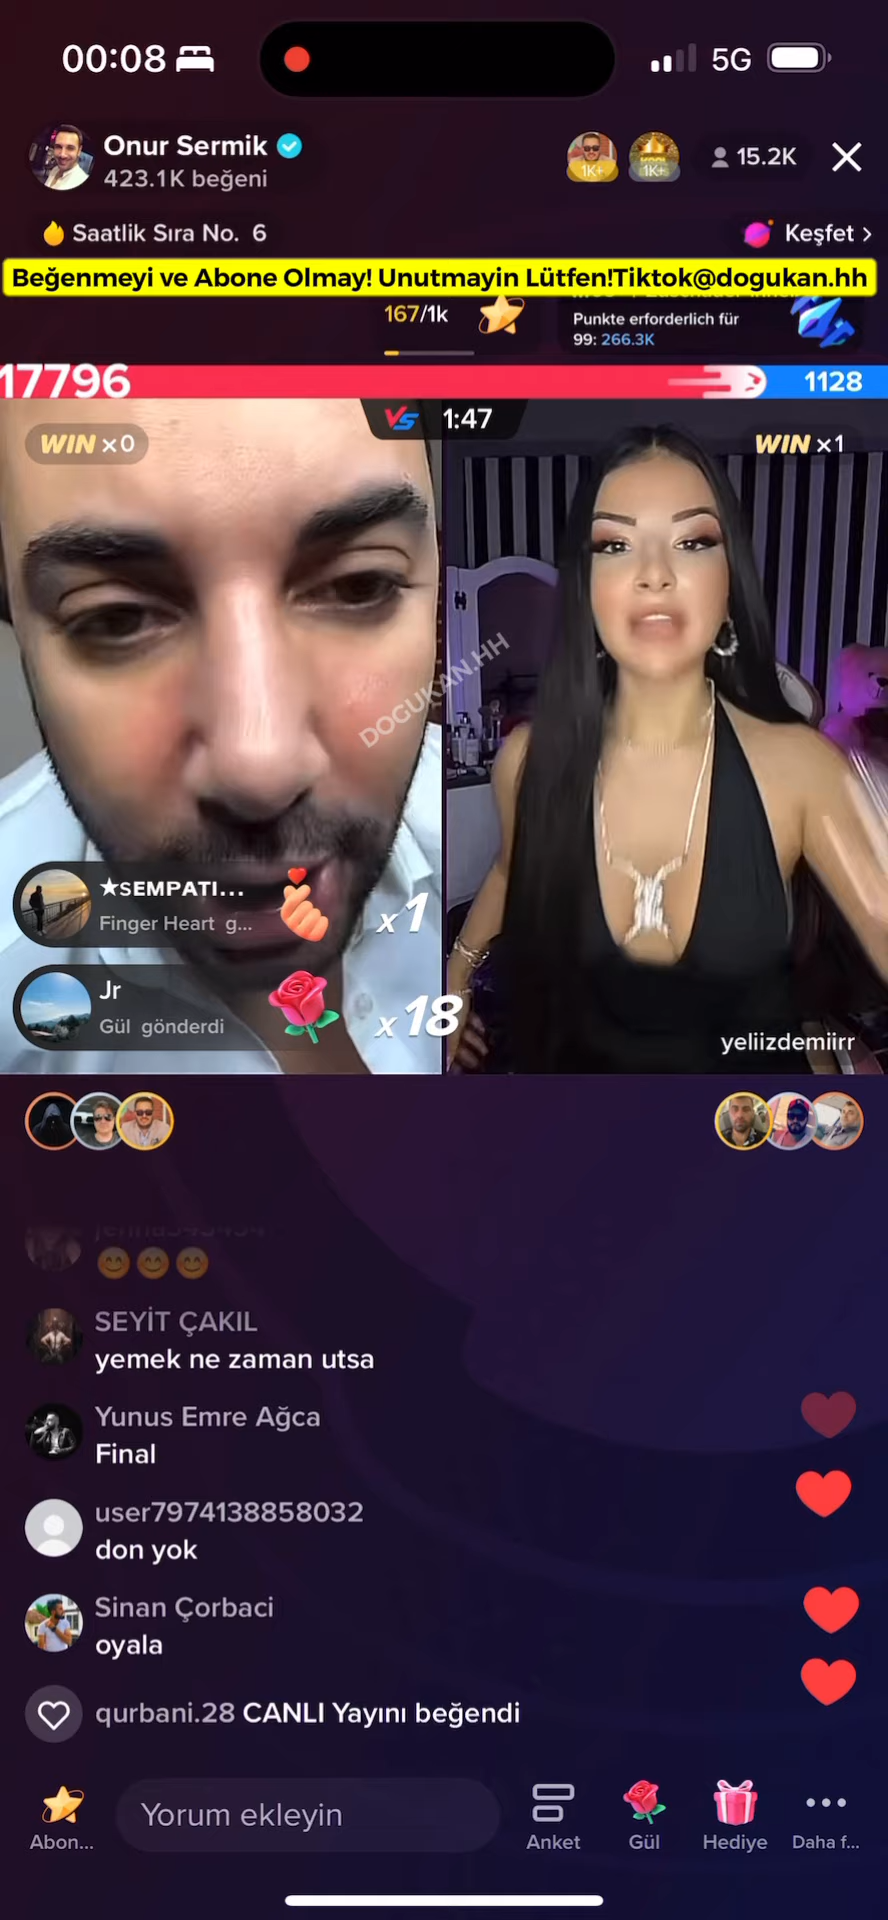 00:08
5G
Onur Sermik
423.1K beğeni
1K+
1K+
15.2K
Saatlik Sıra No. 6
Keşfet
Beğenmeyi ve Abone Olmay! Unutmayin Lütfen!Tiktok@dogukan.hh
167/1k
Punkte erforderlich für
99: 266.3K
17796
1128
VS 1:47
WIN x0
WIN x1
DOGUKAN.HH
★SEMPATI...
Finger Heart g...
x1
Jr
Gül gönderdi
x18
yeliizdemiirr
SEYİT ÇAKIL
yemek ne zaman utsa
Yunus Emre Ağca
Final
user7974138858032
don yok
Sinan Çorbaci
oyala
qurbani.28 CANLI Yayını beğendi
Yorum ekleyin
Abon...
Anket
Gül
Hediye
Daha f...